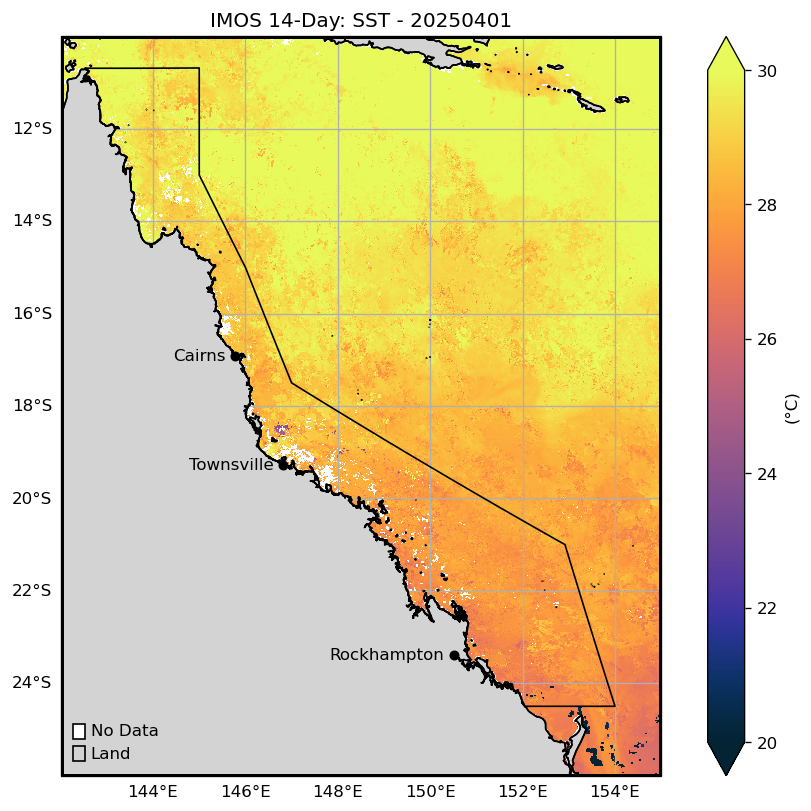 IMOS 14-Day: SST - 20250401
12°S
14°S
16°S
18°S
20°S
22°S
24°S
Cairns
Townsville
Rockhampton
No Data
Land
144°E 146°E 148°E 150°E 152°E 154°E
30
28
26
24
22
20
(°C)